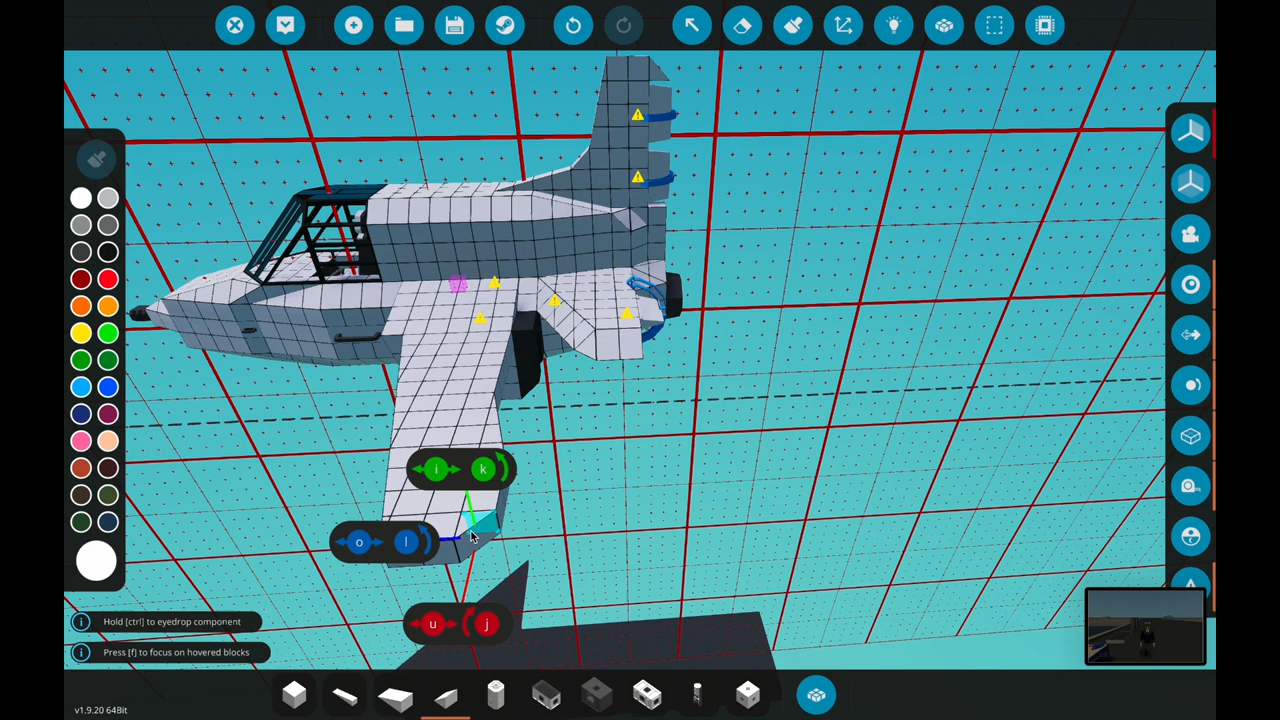 i k
o l
u j
Hold [ctrl] to eyedrop component
Press [f] to focus on hovered blocks
v1.9.20 64Bit